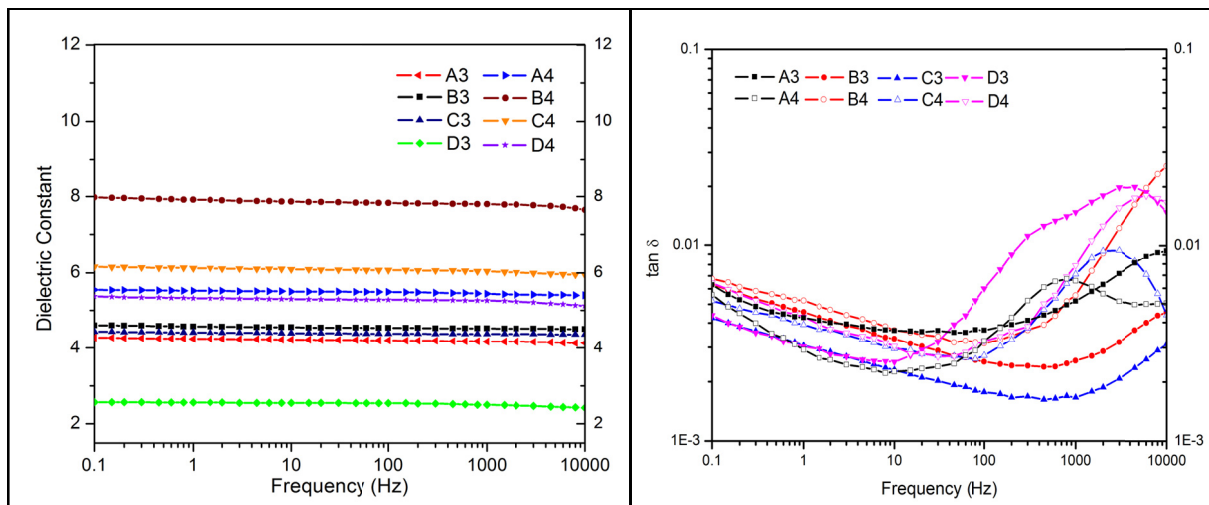 12 12
10 10
8 8
6 6
4 4
2 2
Dielectric Constant
A3 A4
B3 B4
C3 C4
D3 D4
0.1 1 10 100 1000 10000
Frequency (Hz)
0.1 0.1
0.01 0.01
1E-3 1E-3
tan δ
A3 B3 C3 D3
A4 B4 C4 D4
0.1 1 10 100 1000 10000
Frequency (Hz)